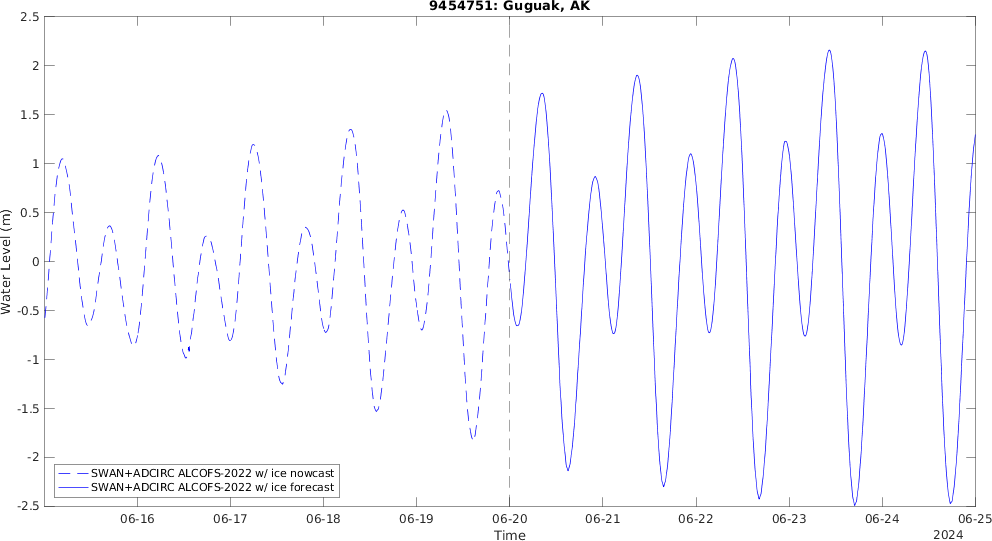 9454751: Guguak, AK
2.5
2
1.5
1
0.5
0
-0.5
-1
-1.5
-2
-2.5
Water Level (m)
SWAN+ADCIRC ALCOFS-2022 w/ ice nowcast
SWAN+ADCIRC ALCOFS-2022 w/ ice forecast
06-16 06-17 06-18 06-19 06-20 06-21 06-22 06-23 06-24 06-25
Time
2024